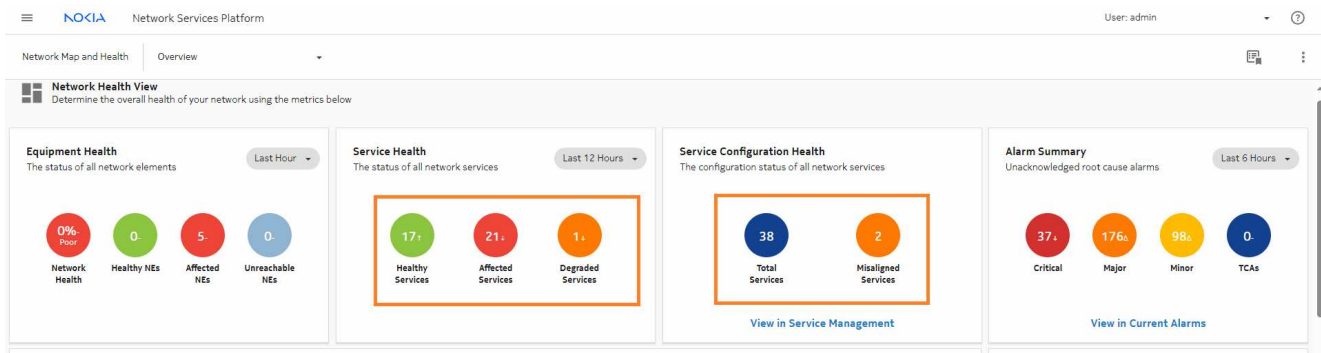 NOKIA Network Services Platform User: admin
Network Map and Health Overview
Network Health View
Determine the overall health of your network using the metrics below
Equipment Health
The status of all network elements
Last Hour
0%-
Poor
Network
Health
0-
Healthy NEs
5-
Affected
NEs
0-
Unreachable
NEs
Service Health
The status of all network services
Last 12 Hours
17↑
Healthy
Services
21↓
Affected
Services
1↓
Degraded
Services
Service Configuration Health
The configuration status of all network services
38
Total
Services
2
Misaligned
Services
View in Service Management
Alarm Summary
Unacknowledged root cause alarms
Last 6 Hours
37↓
Critical
176
Major
98
Minor
0-
TCAs
View in Current Alarms